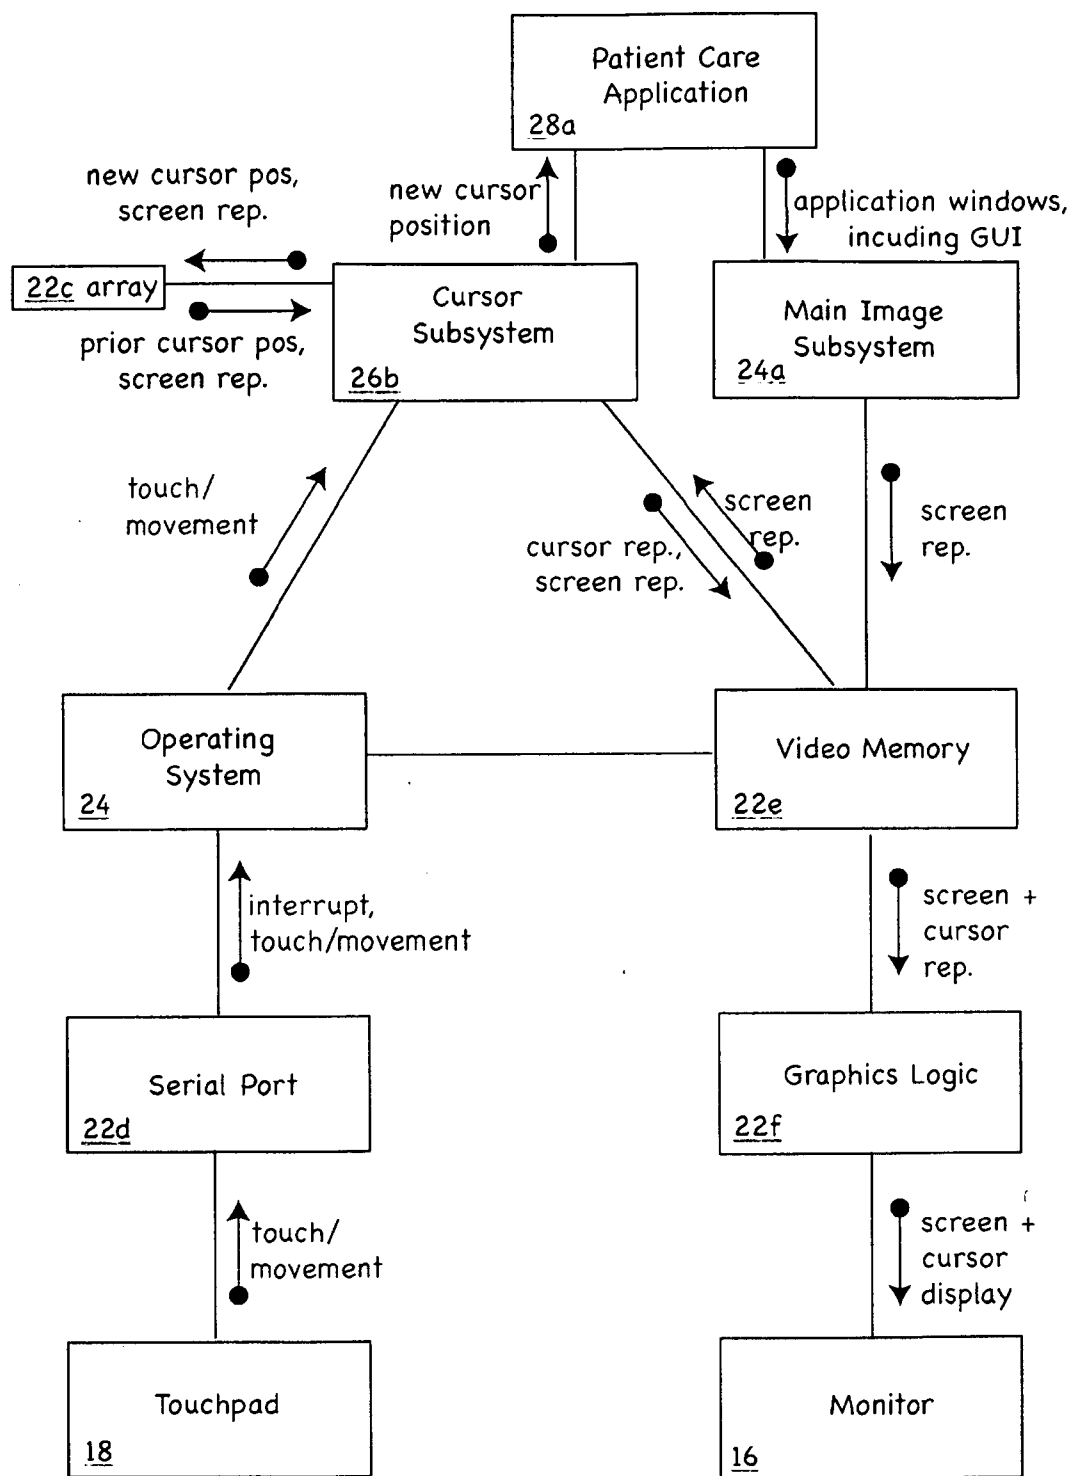 Patient Care
Application
28a
new cursor pos,
screen rep.
new cursor
position
application windows,
incuding GUI
22c array
prior cursor pos,
screen rep.
Cursor
Subsystem
26b
Main Image
Subsystem
24a
touch/
movement
cursor rep.,
screen rep.
screen
rep.
screen
rep.
Operating
System
24
Video Memory
22e
interrupt,
touch/movement
screen +
cursor
rep.
Serial Port
22d
Graphics Logic
22f
touch/
movement
screen +
cursor
display
Touchpad
18
Monitor
16